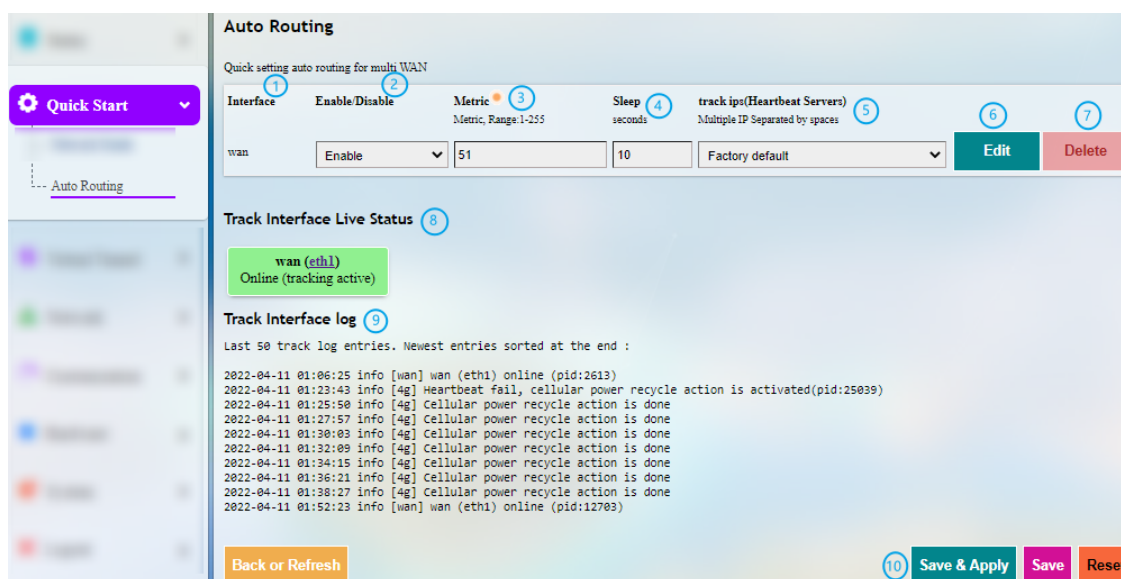 Auto Routing
Quick setting auto routing for multi WAN
Quick Start
Auto Routing
1
2
3
4
5
6
7
Interface Enable/Disable Metric Sleep track ips(Heartbeat Servers)
Metric, Range:1-255 seconds Multiple IP Separated by spaces
wan Enable 51 10 Factory default Edit Delete
Track Interface Live Status 8
wan (eth1)
Online (tracking active)
Track Interface log 9
Last 50 track log entries. Newest entries sorted at the end :
2022-04-11 01:06:25 info [wan] wan (eth1) online (pid:2613)
2022-04-11 01:23:43 info [4g] Heartbeat fail, cellular power recycle action is activated(pid:25039)
2022-04-11 01:25:50 info [4g] Cellular power recycle action is done
2022-04-11 01:27:57 info [4g] Cellular power recycle action is done
2022-04-11 01:30:03 info [4g] Cellular power recycle action is done
2022-04-11 01:32:09 info [4g] Cellular power recycle action is done
2022-04-11 01:34:15 info [4g] Cellular power recycle action is done
2022-04-11 01:36:21 info [4g] Cellular power recycle action is done
2022-04-11 01:38:27 info [4g] Cellular power recycle action is done
2022-04-11 01:52:23 info [wan] wan (eth1) online (pid:12703)
Back or Refresh 10 Save & Apply Save Rese